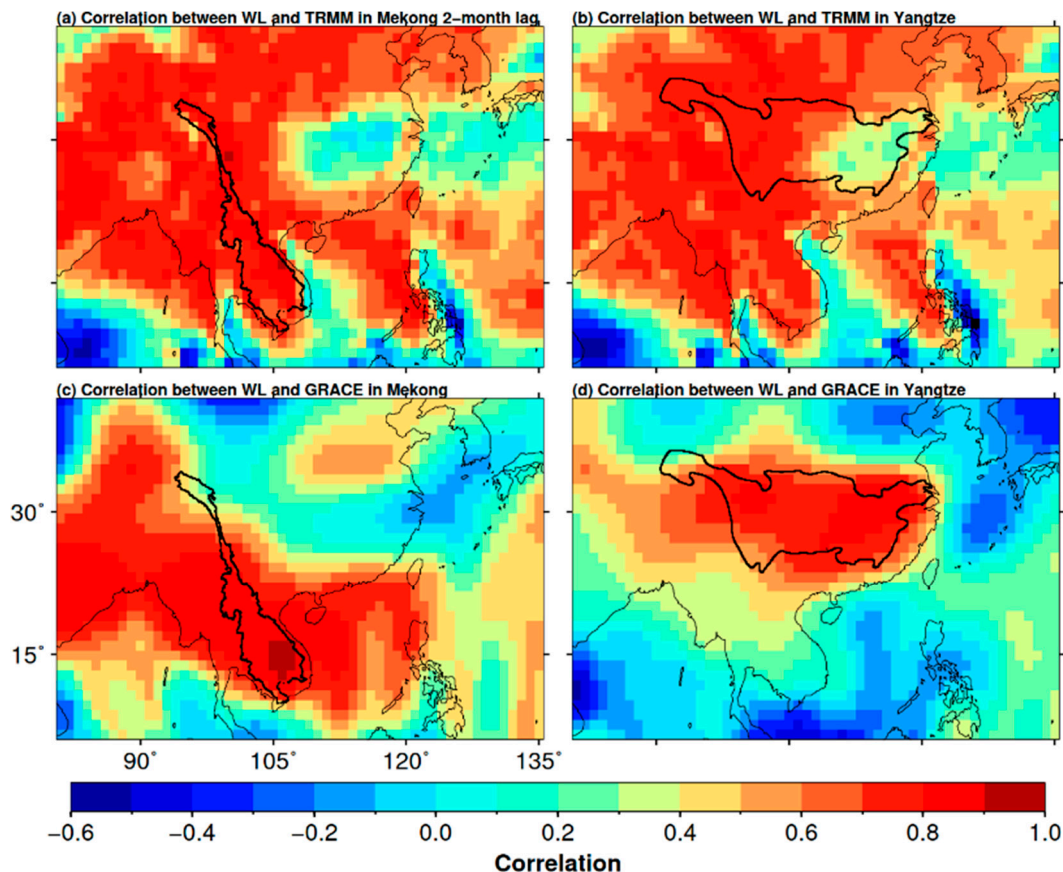 (a) Correlation between WL and TRMM in Mekong 2-month lag
(b) Correlation between WL and TRMM in Yangtze
(c) Correlation between WL and GRACE in Mekong
(d) Correlation between WL and GRACE in Yangtze
30°
15°
90° 105° 120° 135°
−0.6 −0.4 −0.2 0.0 0.2 0.4 0.6 0.8 1.0
Correlation